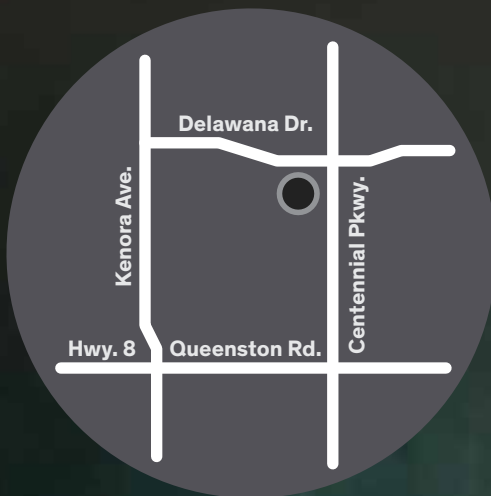 Delawana Dr.
Kenora Ave.
Centennial Pkwy.
Hwy. 8
Queenston Rd.